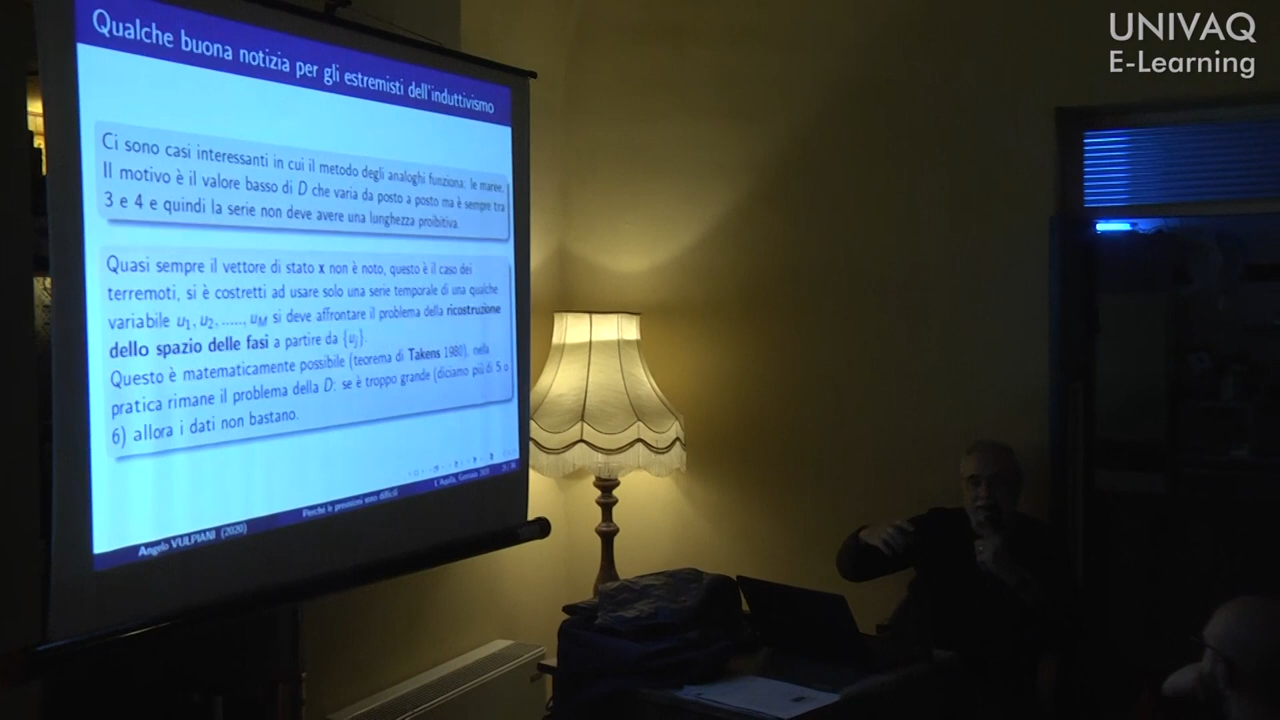 UNIVAQ
E-Learning
Qualche buona notizia per gli estremisti dell'induttivismo
Ci sono casi interessanti in cui il metodo degli analoghi funziona: le maree.
Il motivo è il valore basso di D che varia da posto a posto ma è sempre tra
3 e 4 e quindi la serie non deve avere una lunghezza proibitiva.
Quasi sempre il vettore di stato x non è noto, questo è il caso dei
terremoti, si è costretti ad usare solo una serie temporale di una qualche
variabile u₁, u₂, ......, u_M si deve affrontare il problema della ricostruzione
dello spazio delle fasi a partire da {u_j}.
Questo è matematicamente possibile (teorema di Takens 1980), nella
pratica rimane il problema della D: se è troppo grande (diciamo più di 5 o
6) allora i dati non bastano.
Angelo VULPIANI (2020)
Perché le previsioni sono difficili
L'Aquila, Gennaio 2020